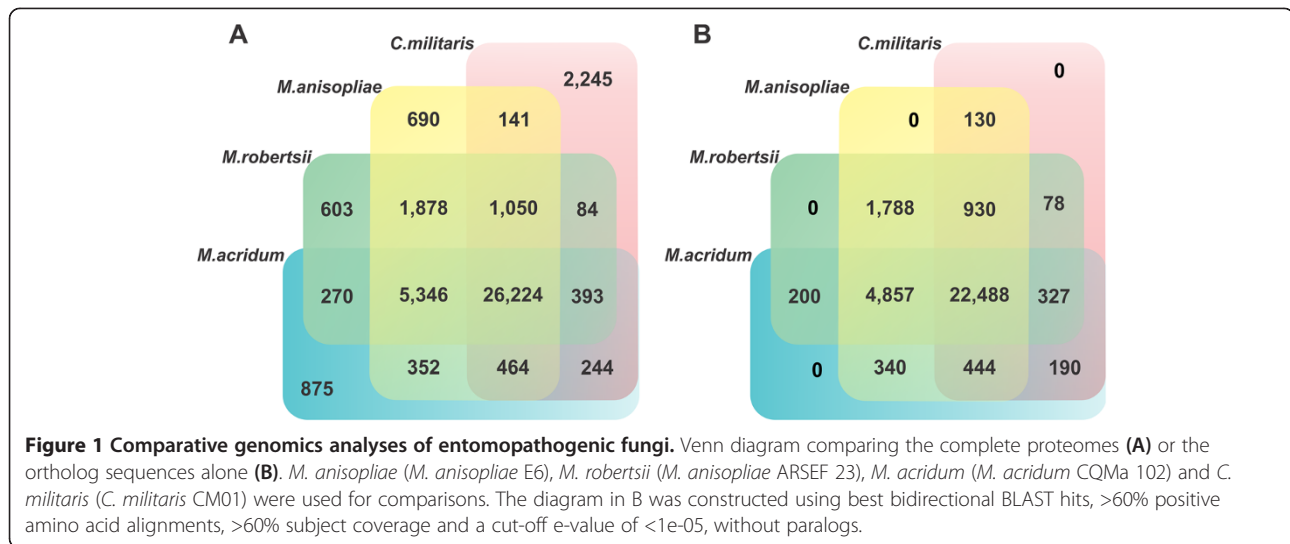 A
B
C.militaris
C.militaris
2,245
0
M.anisopliae
M.anisopliae
690
141
0
130
M.robertsii
M.robertsii
603
1,878
1,050
84
0
1,788
930
78
M.acridum
M.acridum
270
5,346
26,224
393
200
4,857
22,488
327
352
464
244
0
340
444
190
875
Figure 1 Comparative genomics analyses of entomopathogenic fungi. Venn diagram comparing the complete proteomes (A) or the
ortholog sequences alone (B). M. anisopliae (M. anisopliae E6), M. robertsii (M. anisopliae ARSEF 23), M. acridum (M. acridum CQMa 102) and C.
militaris (C. militaris CM01) were used for comparisons. The diagram in B was constructed using best bidirectional BLAST hits, >60% positive
amino acid alignments, >60% subject coverage and a cut-off e-value of <1e-05, without paralogs.